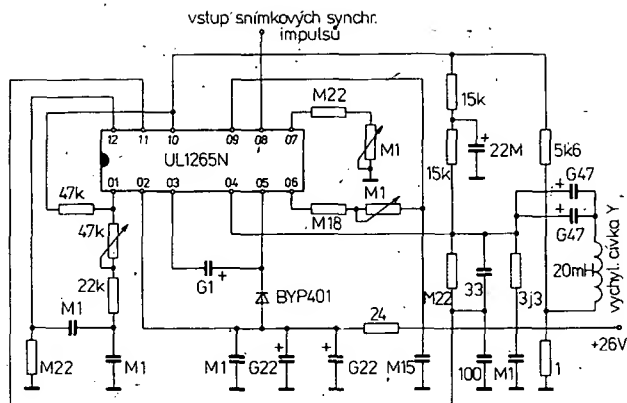 vstup snímkových synchr.
impulsů
M22
15k
12 11 10 09 08 07
M1
22M
5k6
UL1265N
15k
G47
01 02 03 04 05 06
M1
47k
M18
G47
47k
20mH
vychyl. cívka Y
G1
BYP401
22k
M22
33
3j3
24
M1
+26V
M22
M1
M1
G22
G22
M15
100
M1
1